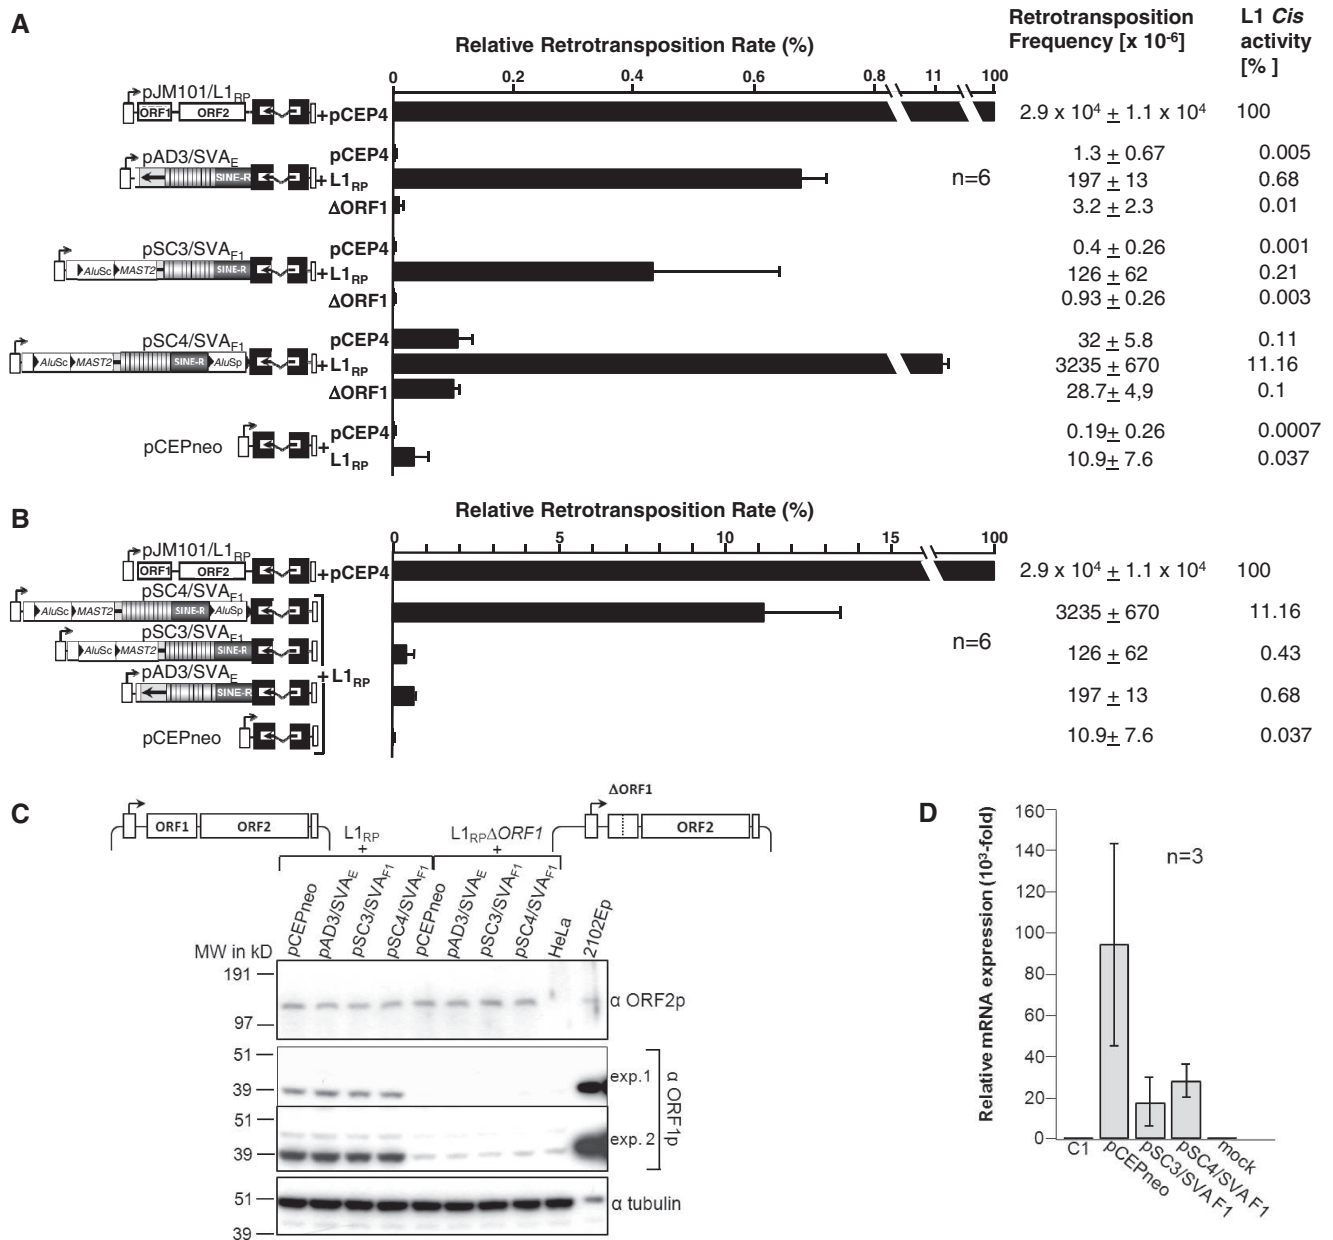 A
Relative Retrotransposition Rate (%)
Retrotransposition Frequency [x 10-6]
L1 Cis activity [% ]
0 0.2 0.4 0.6 0.8 11 100
pJM101/L1RP
ORF1 ORF2
+pCEP4
2.9 x 10⁴ ± 1.1 x 10⁴ 100
pAD3/SVAE
SINE-R
pCEP4 1.3 ± 0.67 0.005
+L1RP n=6 197 ± 13 0.68
ΔORF1 3.2 ± 2.3 0.01
pSC3/SVAF1
AluSc MAST2 SINE-R
pCEP4 0.4 ± 0.26 0.001
+L1RP 126 ± 62 0.21
ΔORF1 0.93 ± 0.26 0.003
pSC4/SVAF1
AluSc MAST2 SINE-R AluSp
pCEP4 32 ± 5.8 0.11
+L1RP 3235 ± 670 11.16
ΔORF1 28.7± 4,9 0.1
pCEPneo
+pCEP4 0.19± 0.26 0.0007
L1RP 10.9± 7.6 0.037
B
Relative Retrotransposition Rate (%)
0 5 10 15 100
pJM101/L1RP
ORF1 ORF2
+pCEP4
2.9 x 10⁴ ± 1.1 x 10⁴ 100
pSC4/SVAF1
AluSc MAST2 SINE-R AluSp
3235 ± 670 11.16
pSC3/SVAF1
AluSc MAST2 SINE-R
n=6
126 ± 62 0.43
+L1RP
pAD3/SVAE
SINE-R
197 ± 13 0.68
pCEPneo
10.9± 7.6 0.037
C
ORF1 ORF2
L1RP
+
L1RPΔORF1
+
ΔORF1
ORF2
pCEPneo
pAD3/SVAE
pSC3/SVAF1
pSC4/SVAF1
pCEPneo
pAD3/SVAE
pSC3/SVAF1
pSC4/SVAF1
HeLa
2102Ep
MW in kD
191
97
α ORF2p
51
39
exp.1
51
39
exp. 2
α ORF1p
51
39
α tubulin
D
Relative mRNA expression (10³-fold)
160
140
120
100
80
60
40
20
0
n=3
C1
pCEPneo
pSC3/SVA F1
pSC4/SVA F1
mock